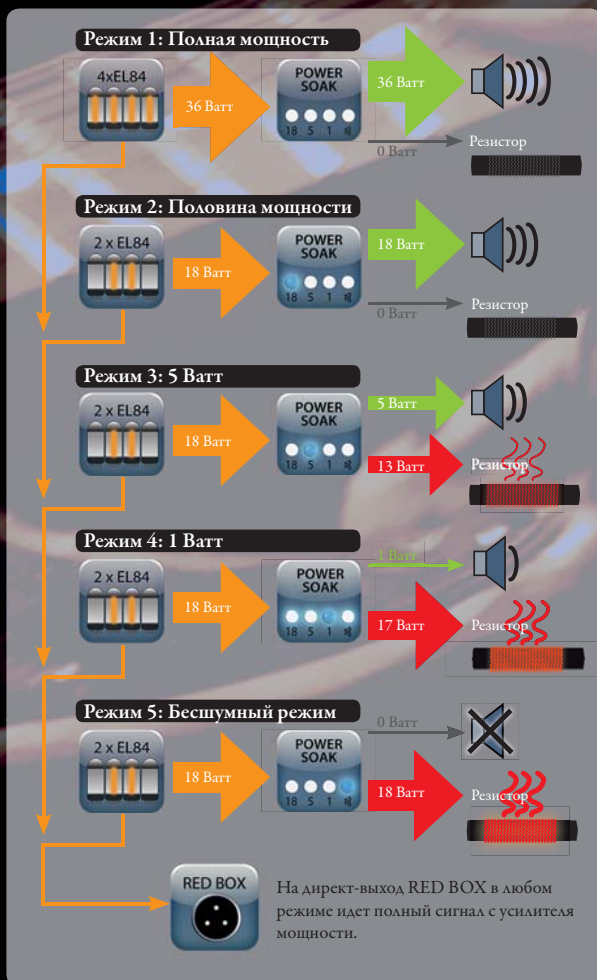 Режим 1: Полная мощность
4xEL84
36 Ватт
POWER
SOAK
18 5 1
36 Ватт
0 Ватт
Резистор
Режим 2: Половина мощности
2 x EL84
18 Ватт
POWER
SOAK
18 5 1
18 Ватт
0 Ватт
Резистор
Режим 3: 5 Ватт
2 x EL84
18 Ватт
POWER
SOAK
18 5 1
5 Ватт
13 Ватт
Резистор
Режим 4: 1 Ватт
2 x EL84
18 Ватт
POWER
SOAK
18 5 1
1 Ватт
17 Ватт
Резистор
Режим 5: Бесшумный режим
2 x EL84
18 Ватт
POWER
SOAK
18 5 1
0 Ватт
18 Ватт
Резистор
RED BOX
На директ-выход RED BOX в любом
режиме идет полный сигнал с усилителя
мощности.